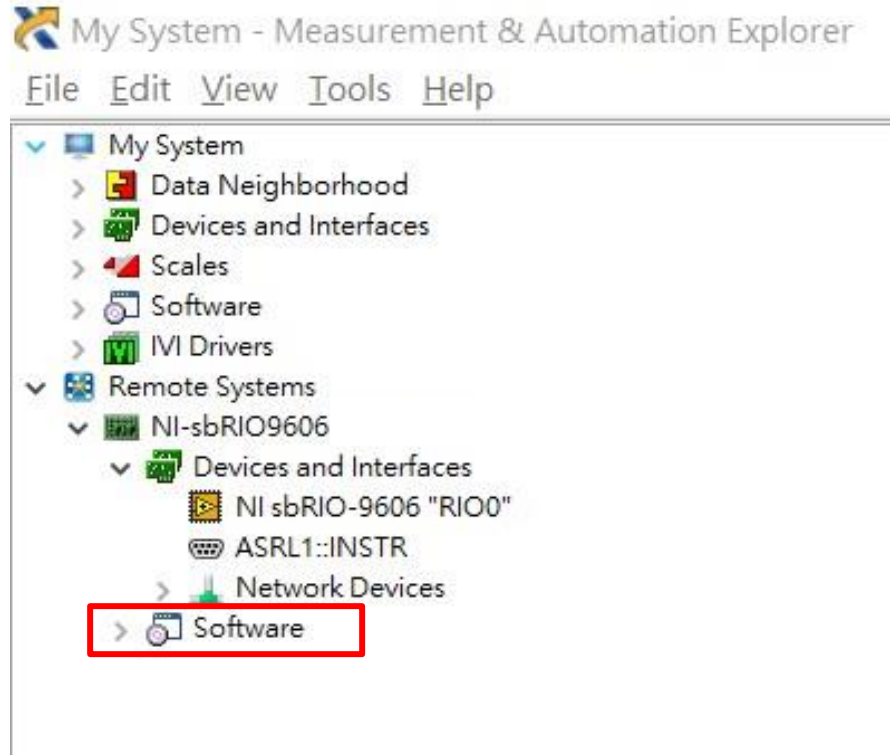 My System - Measurement & Automation Explorer
File Edit View Tools Help
My System
Data Neighborhood
Devices and Interfaces
Scales
Software
IVI Drivers
Remote Systems
NI-sbRIO9606
Devices and Interfaces
NI sbRIO-9606 "RIO0"
ASRL1::INSTR
Network Devices
Software